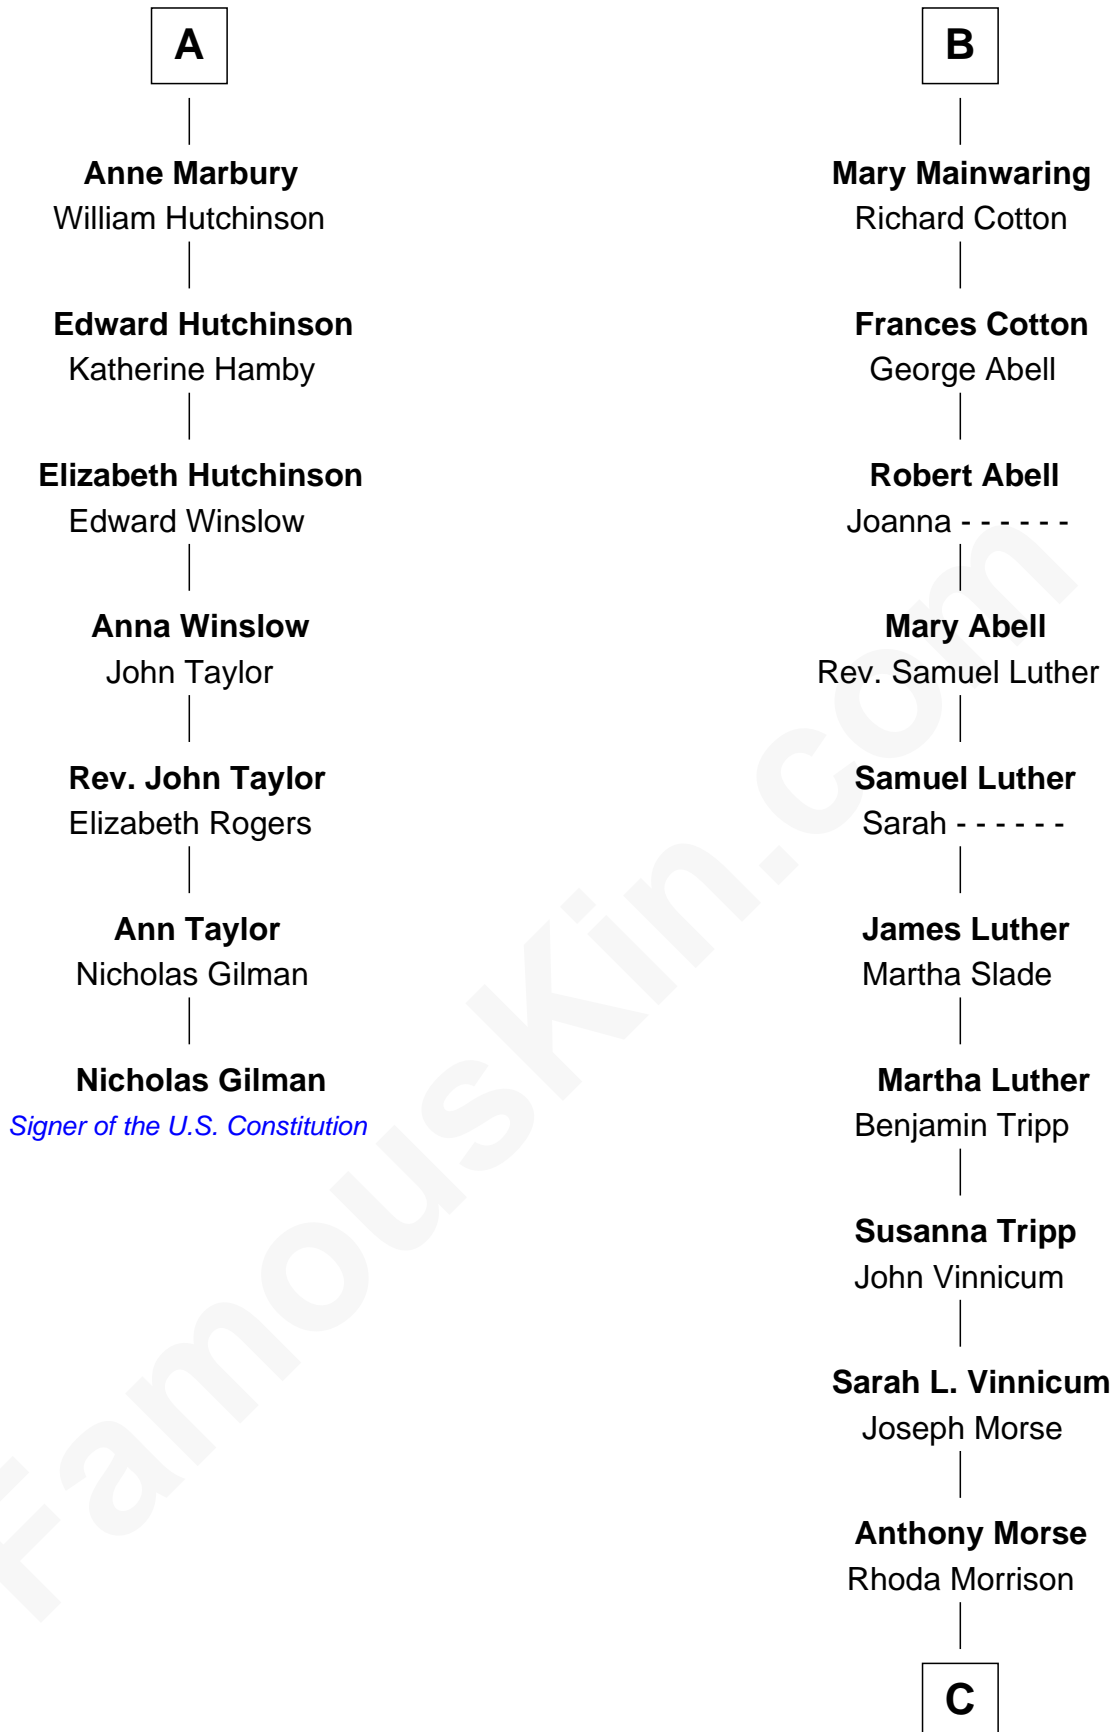 A
Anne Marbury
William Hutchinson
Edward Hutchinson
Katherine Hamby
Elizabeth Hutchinson
Edward Winslow
Anna Winslow
John Taylor
Rev. John Taylor
Elizabeth Rogers
Ann Taylor
Nicholas Gilman
Nicholas Gilman
Signer of the U.S. Constitution
B
Mary Mainwaring
Richard Cotton
Frances Cotton
George Abell
Robert Abell
Joanna - - - - - -
Mary Abell
Rev. Samuel Luther
Samuel Luther
Sarah - - - - - -
James Luther
Martha Slade
Martha Luther
Benjamin Tripp
Susanna Tripp
John Vinnicum
Sarah L. Vinnicum
Joseph Morse
Anthony Morse
Rhoda Morrison
C
FamousKin.com